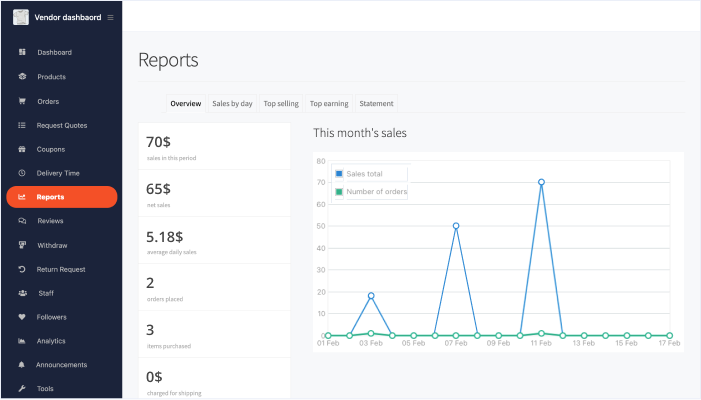 Vendor dashbaord
Dashboard
Products
Orders
Request Quotes
Coupons
Delivery Time
Reports
Reviews
Withdraw
Return Request
Staff
Followers
Analytics
Announcements
Tools
Reports
Overview Sales by day Top selling Top earning Statement
70$
sales in this period
65$
net sales
5.18$
average daily sales
2
orders placed
3
items purchased
0$
charged for shipping
This month's sales
Sales total
Number of orders
80
70
60
50
40
30
20
10
0
01 Feb 03 Feb 05 Feb 07 Feb 09 Feb 11 Feb 13 Feb 15 Feb 17 Feb